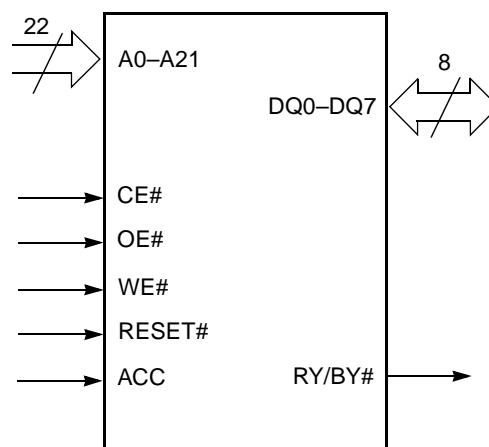 22
A0–A21
8
DQ0–DQ7
CE#
OE#
WE#
RESET#
ACC
RY/BY#